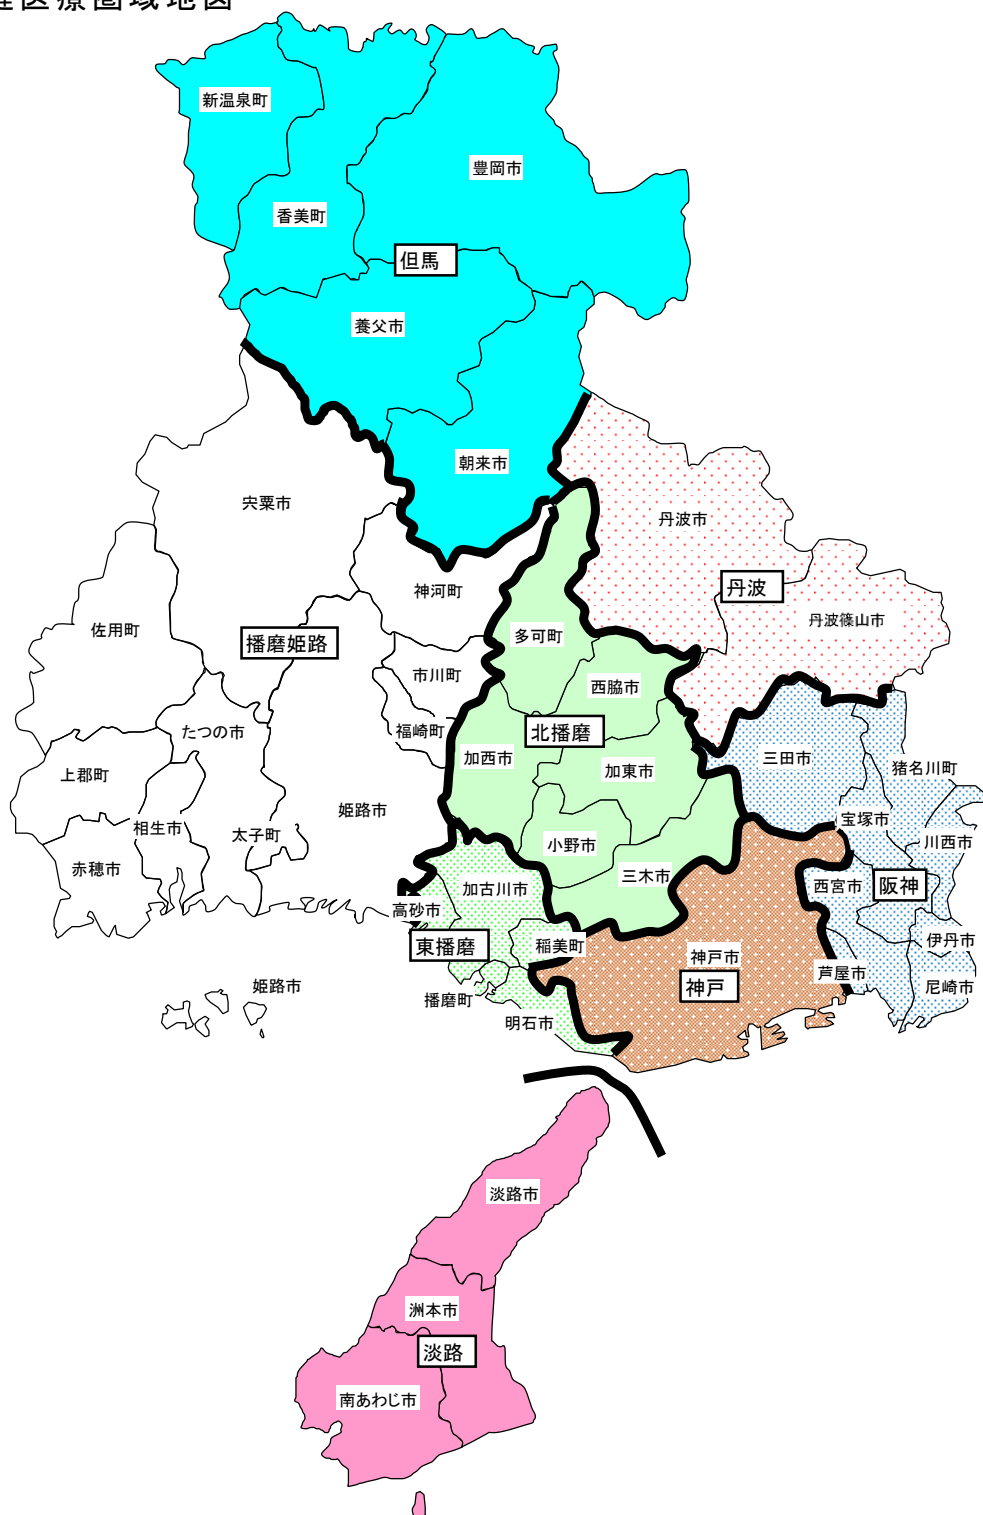 医療圏域地図
新温泉町
豊岡市
香美町
但馬
養父市
朝来市
宍粟市
丹波市
神河町
丹波
佐用町
丹波篠山市
多可町
播磨姫路
市川町
西脇市
たつの市
福崎町
北播磨
加西市
三田市
猪名川町
上郡町
加東市
姫路市
宝塚市
相生市
太子町
川西市
小野市
赤穂市
三木市
加古川市
西宮市
阪神
高砂市
東播磨
稲美町
伊丹市
神戸市
芦屋市
姫路市
神戸
尼崎市
播磨町
明石市
淡路市
洲本市
淡路
南あわじ市